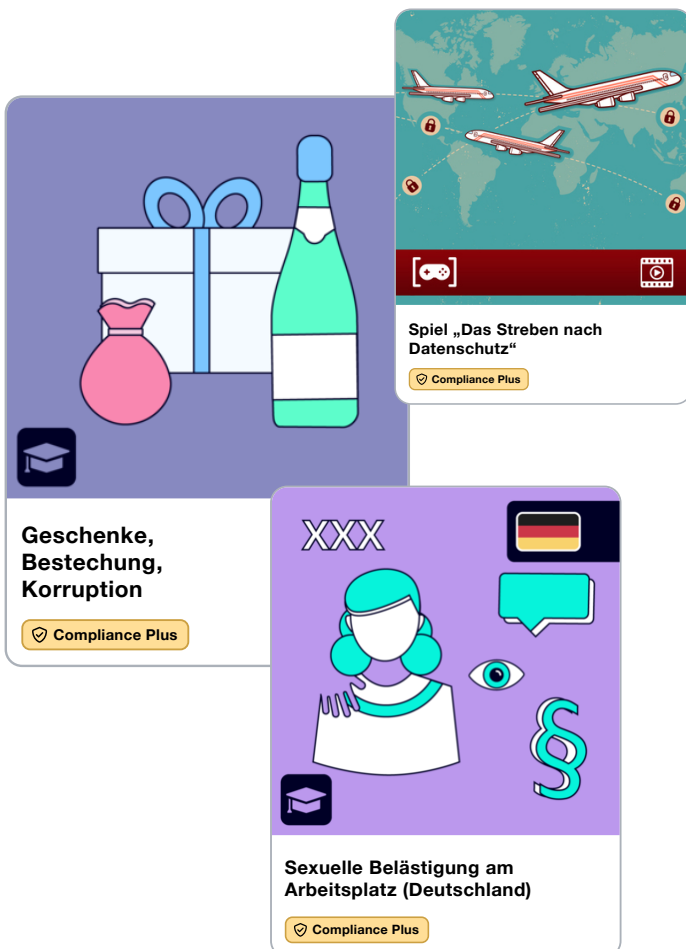 Spiel „Das Streben nach
Datenschutz“
Compliance Plus
Geschenke,
Bestechung,
Korruption
Compliance Plus
XXX
§
Sexuelle Belästigung am
Arbeitsplatz (Deutschland)
Compliance Plus